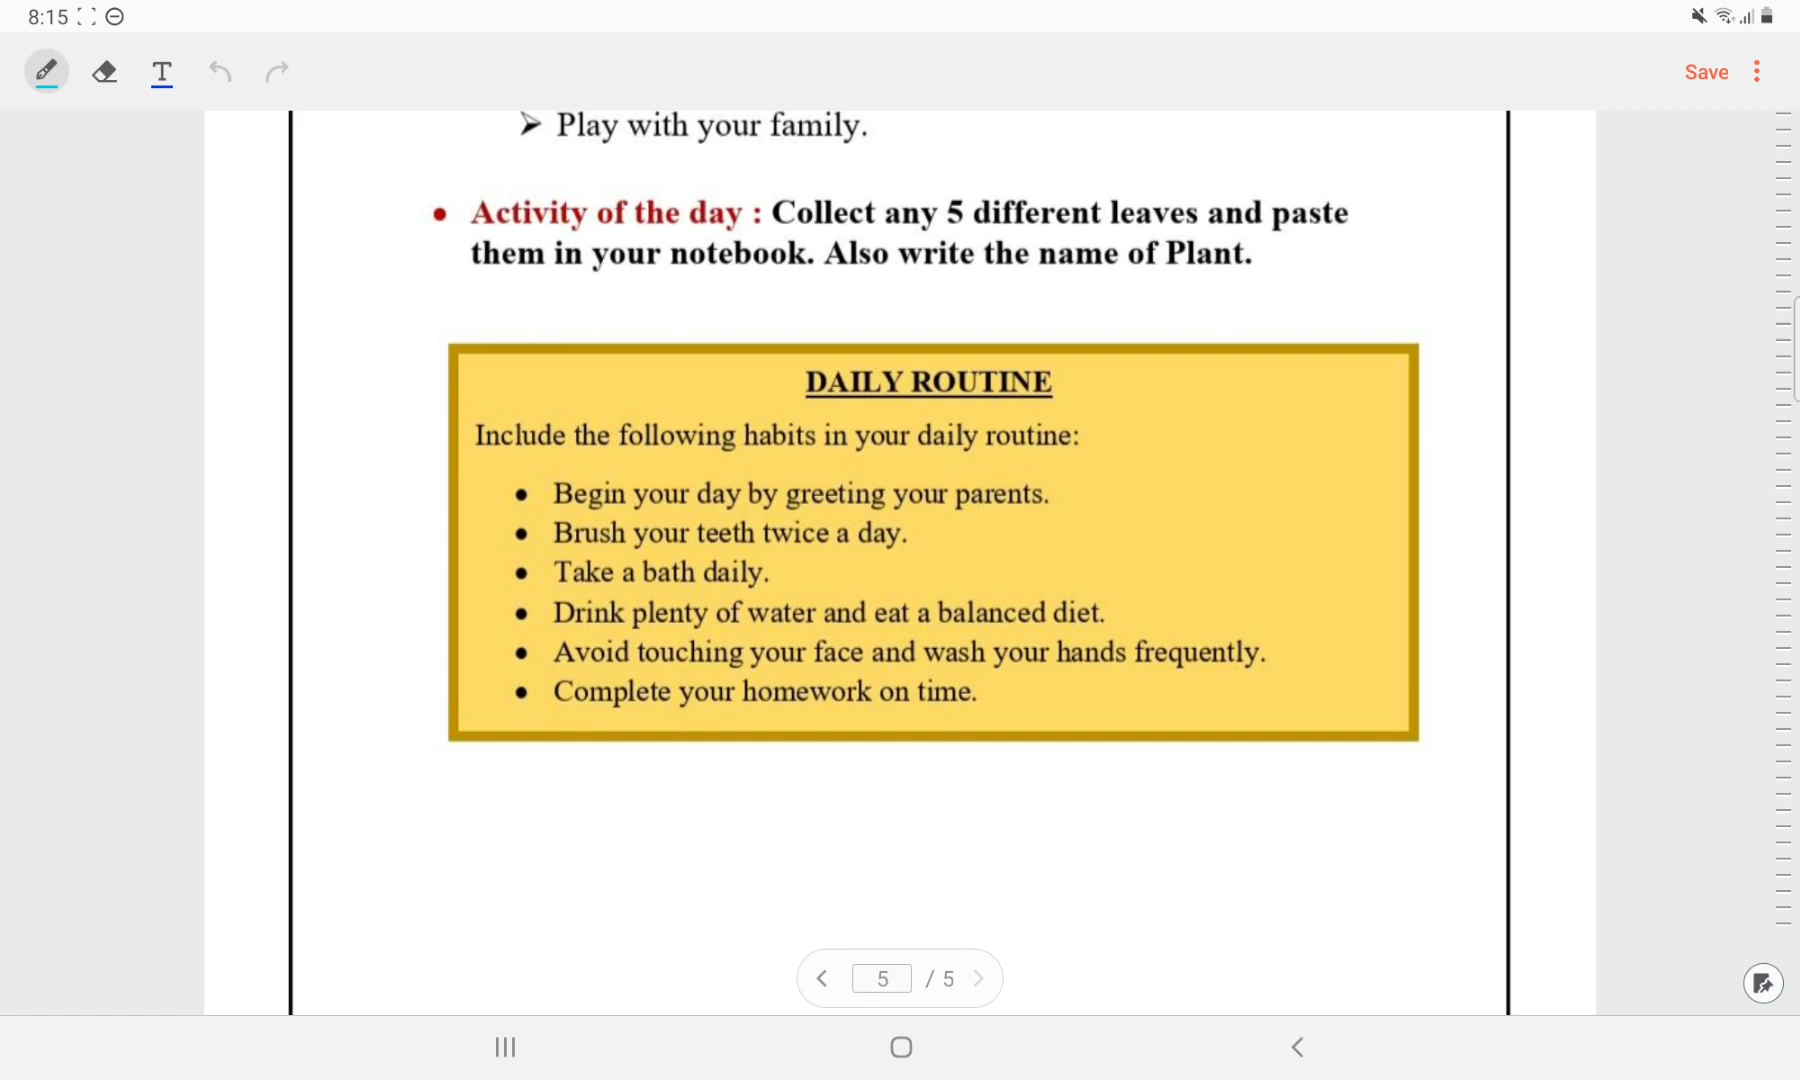 8:15
Save
➤ Play with your family.
• Activity of the day : Collect any 5 different leaves and paste
them in your notebook. Also write the name of Plant.
DAILY ROUTINE
Include the following habits in your daily routine:
• Begin your day by greeting your parents.
• Brush your teeth twice a day.
• Take a bath daily.
• Drink plenty of water and eat a balanced diet.
• Avoid touching your face and wash your hands frequently.
• Complete your homework on time.
5 / 5